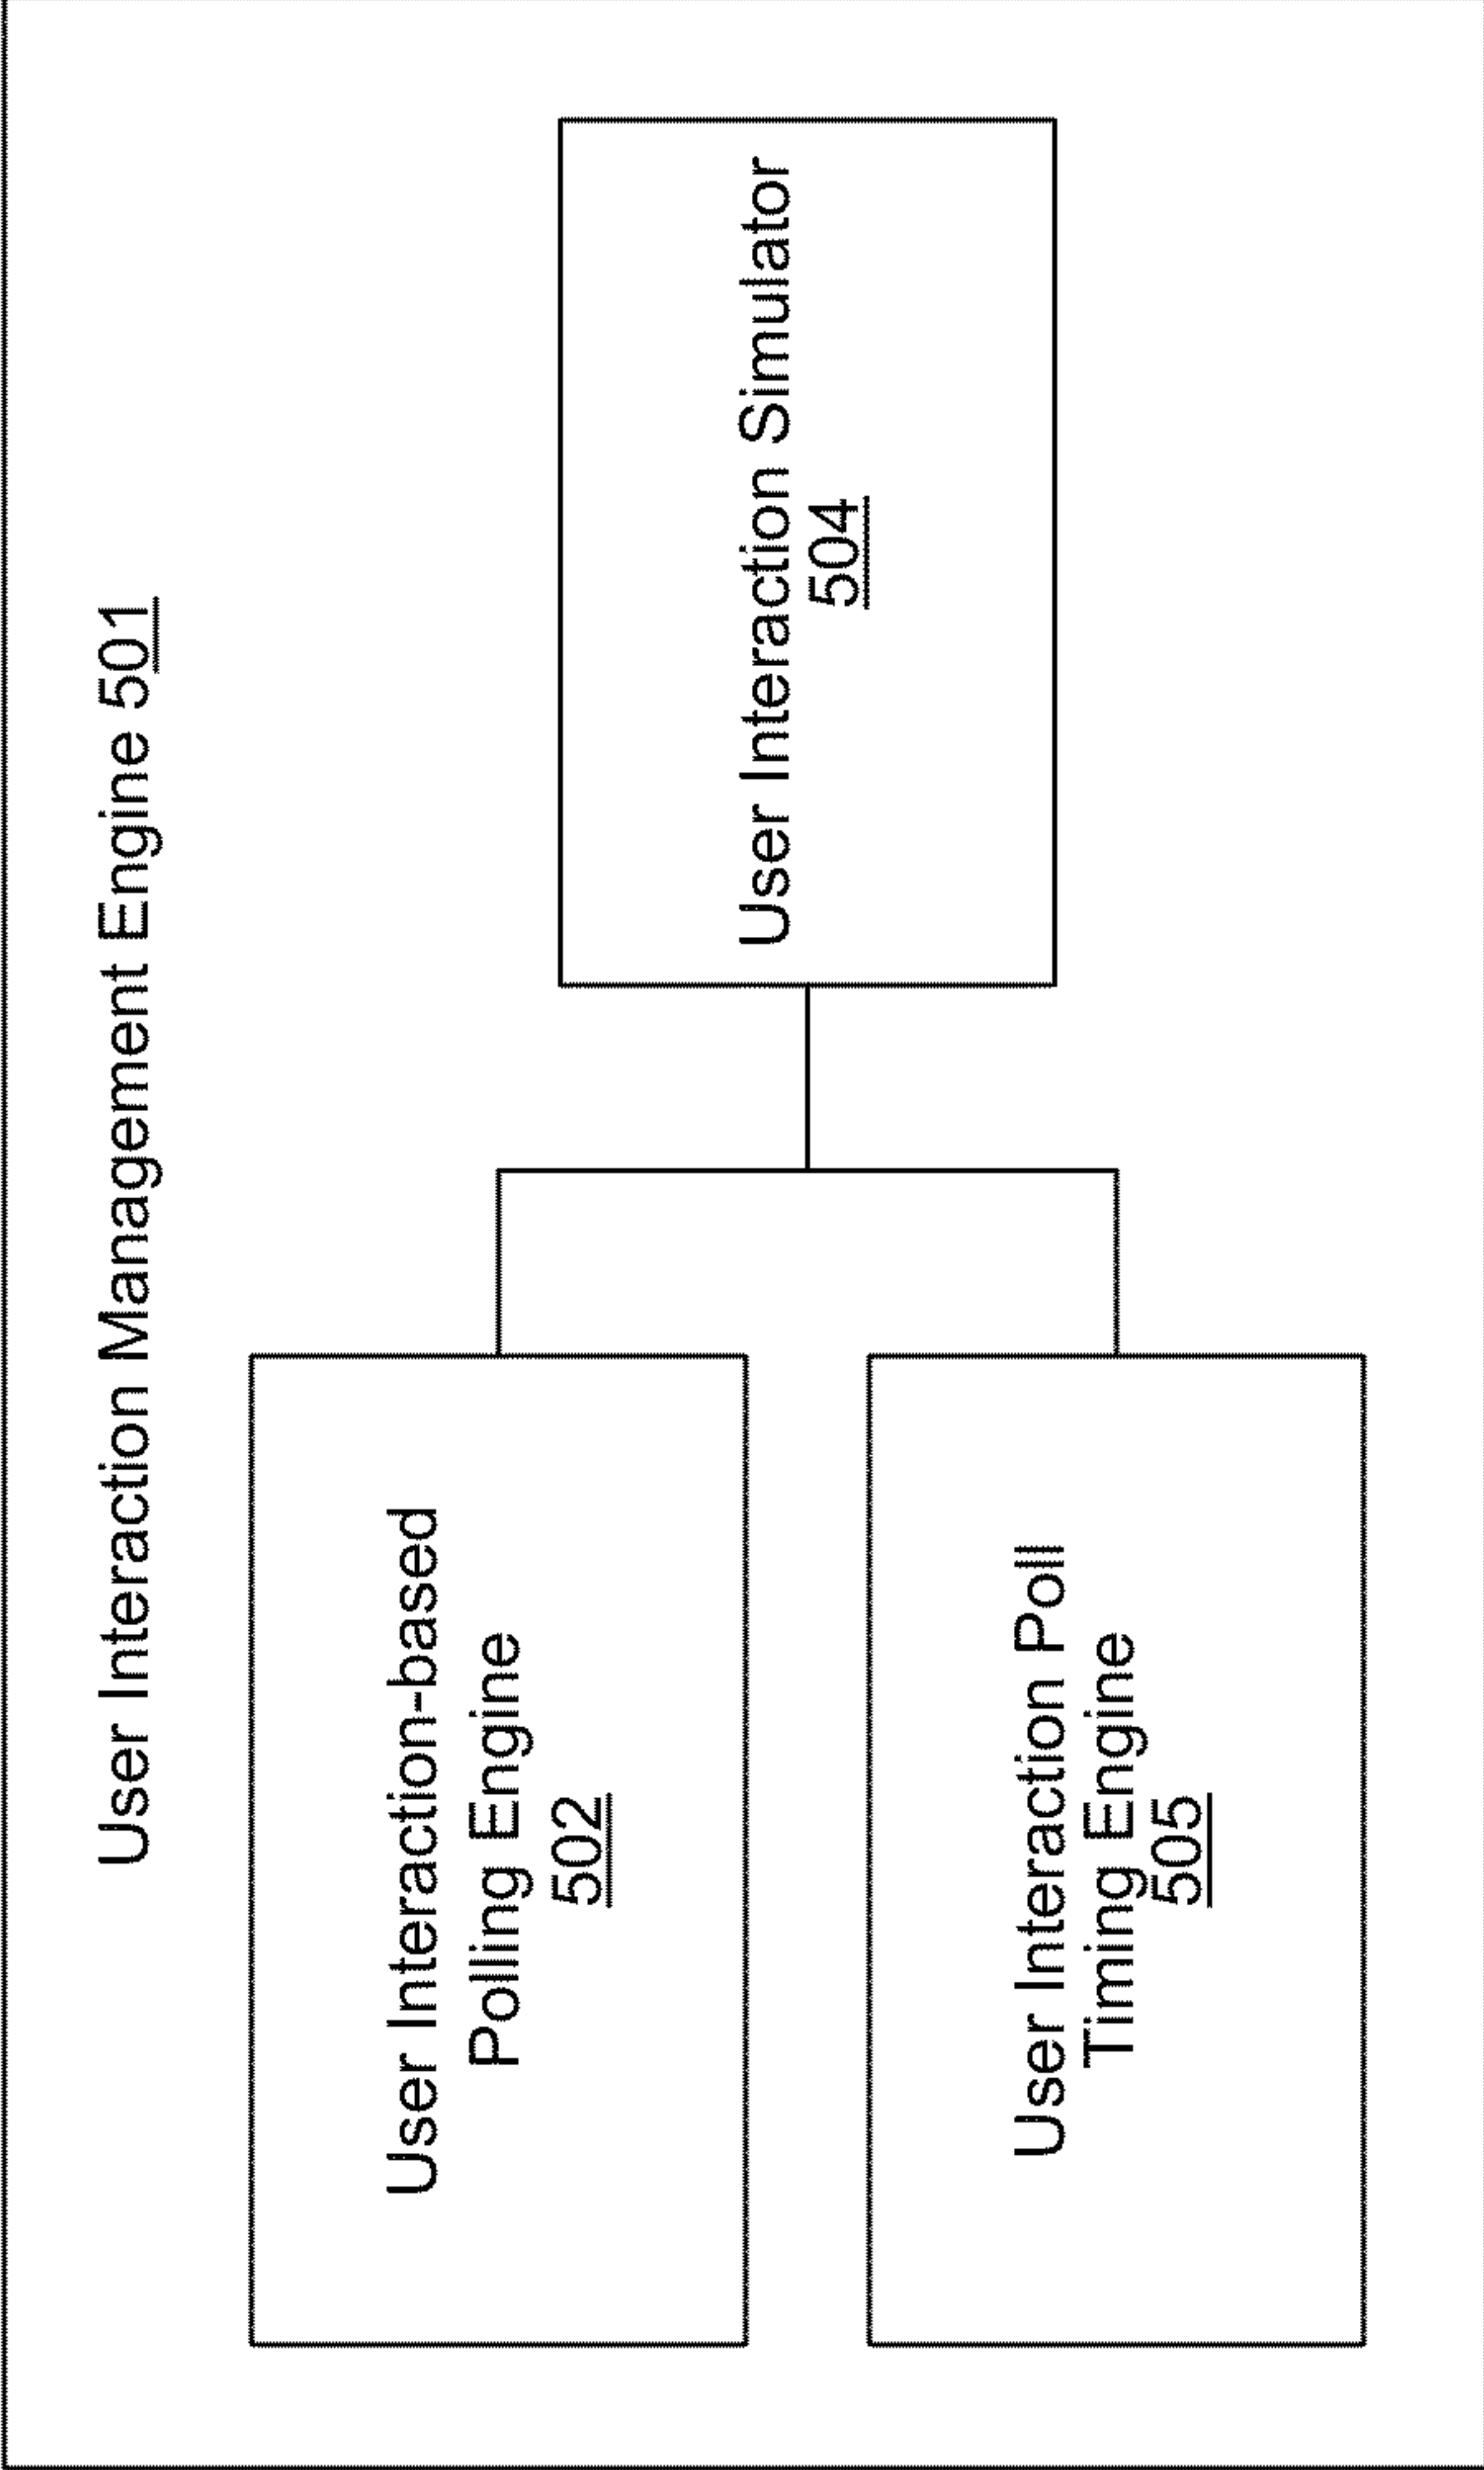 User Interaction Management Engine 501
User Interaction-based
Polling Engine
502
User Interaction Poll
Timing Engine
505
User Interaction Simulator
504